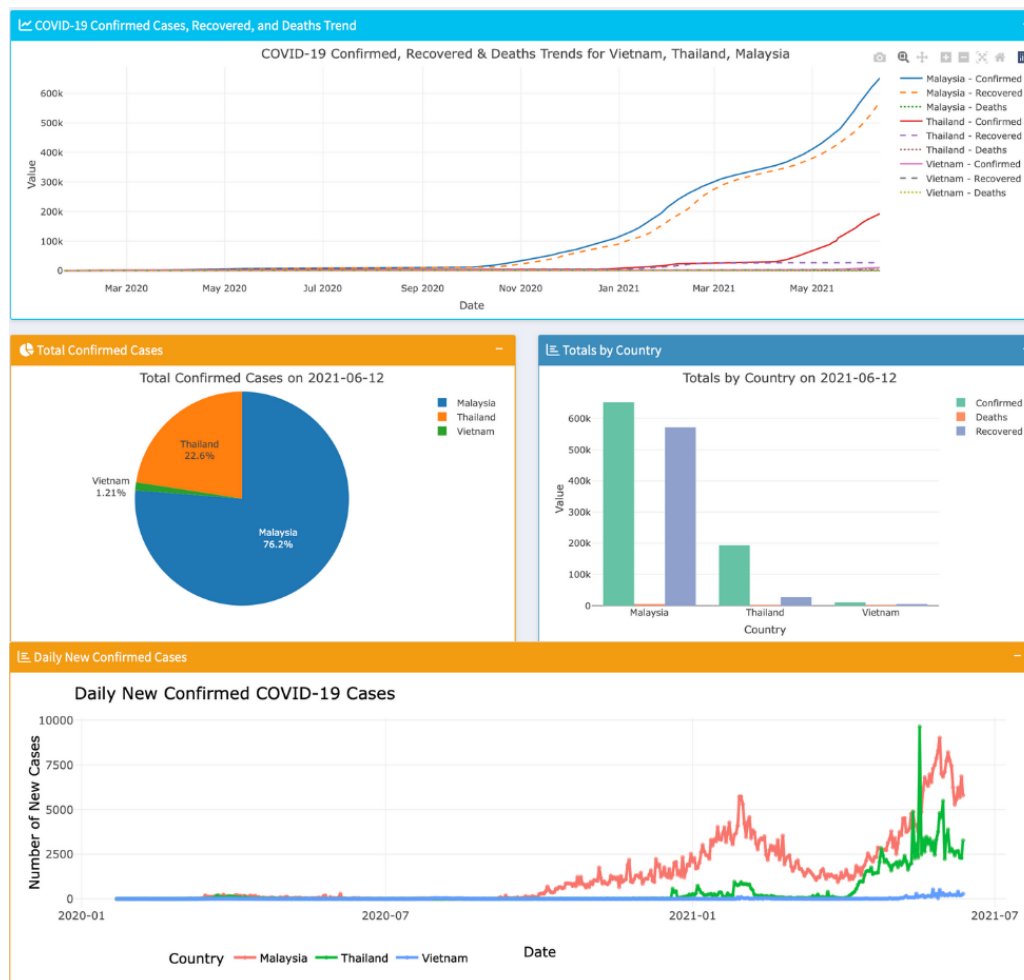 COVID-19 Confirmed Cases, Recovered, and Deaths Trend
COVID-19 Confirmed, Recovered & Deaths Trends for Vietnam, Thailand, Malaysia
Malaysia - Confirmed
Malaysia - Recovered
Malaysia - Deaths
Thailand - Confirmed
Thailand - Recovered
Thailand - Deaths
Vietnam - Confirmed
Vietnam - Recovered
Vietnam - Deaths
Value
600k
500k
400k
300k
200k
100k
0
Mar 2020 May 2020 Jul 2020 Sep 2020 Nov 2020 Jan 2021 Mar 2021 May 2021
Date
Total Confirmed Cases
Total Confirmed Cases on 2021-06-12
Malaysia
Thailand
Vietnam
Thailand
22.6%
Vietnam
1.21%
Malaysia
76.2%
Totals by Country
Totals by Country on 2021-06-12
Confirmed
Deaths
Recovered
Value
600k
500k
400k
300k
200k
100k
0
Malaysia Thailand Vietnam
Country
Daily New Confirmed Cases
Daily New Confirmed COVID-19 Cases
Number of New Cases
10000
7500
5000
2500
0
2020-01 2020-07 2021-01 2021-07
Date
Country Malaysia Thailand Vietnam